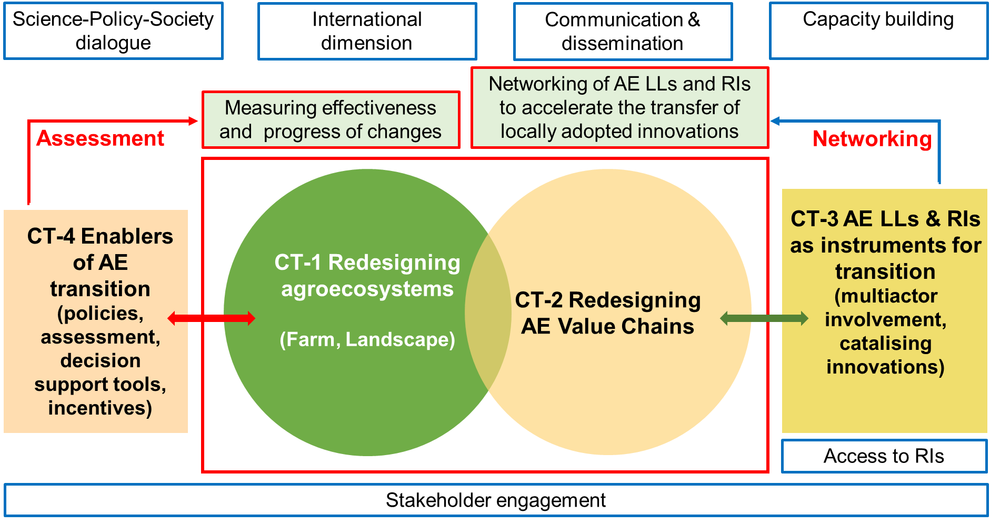 Science-Policy-Society
dialogue
International
dimension
Communication &
dissemination
Capacity building
Measuring effectiveness
and progress of changes
Networking of AE LLs and RIs
to accelerate the transfer of
locally adopted innovations
Assessment
Networking
CT-4 Enablers
of AE
transition
(policies,
assessment,
decision
support tools,
incentives)
CT-1 Redesigning
agroecosystems
(Farm, Landscape)
CT-2 Redesigning
AE Value Chains
CT-3 AE LLs & RIs
as instruments for
transition
(multiactor
involvement,
catalising
innovations)
Access to RIs
Stakeholder engagement